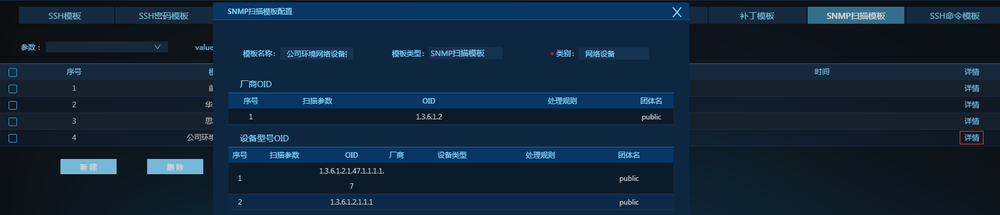 SSH模板 SSH密码模板 补丁模板 SNMP扫描模板 SSH命令模板
SNMP扫描模板配置 X
参数： value
模板名称： 公司环境网络设备 模板类型： SNMP扫描模板 * 类别： 网络设备
序号 时间 详情
厂商OID
序号 扫描参数 OID 处理规则 团体名
1 1.3.6.1.2 public
1 详情
2 华 详情
3 思 详情
4 公司环境 详情
设备型号OID
序号 扫描参数 OID 厂商 设备类型 处理规则 团体名
1 1.3.6.1.2.1.47.1.1.1.1. public
7
2 1.3.6.1.2.1.1.1 public
新建 删除